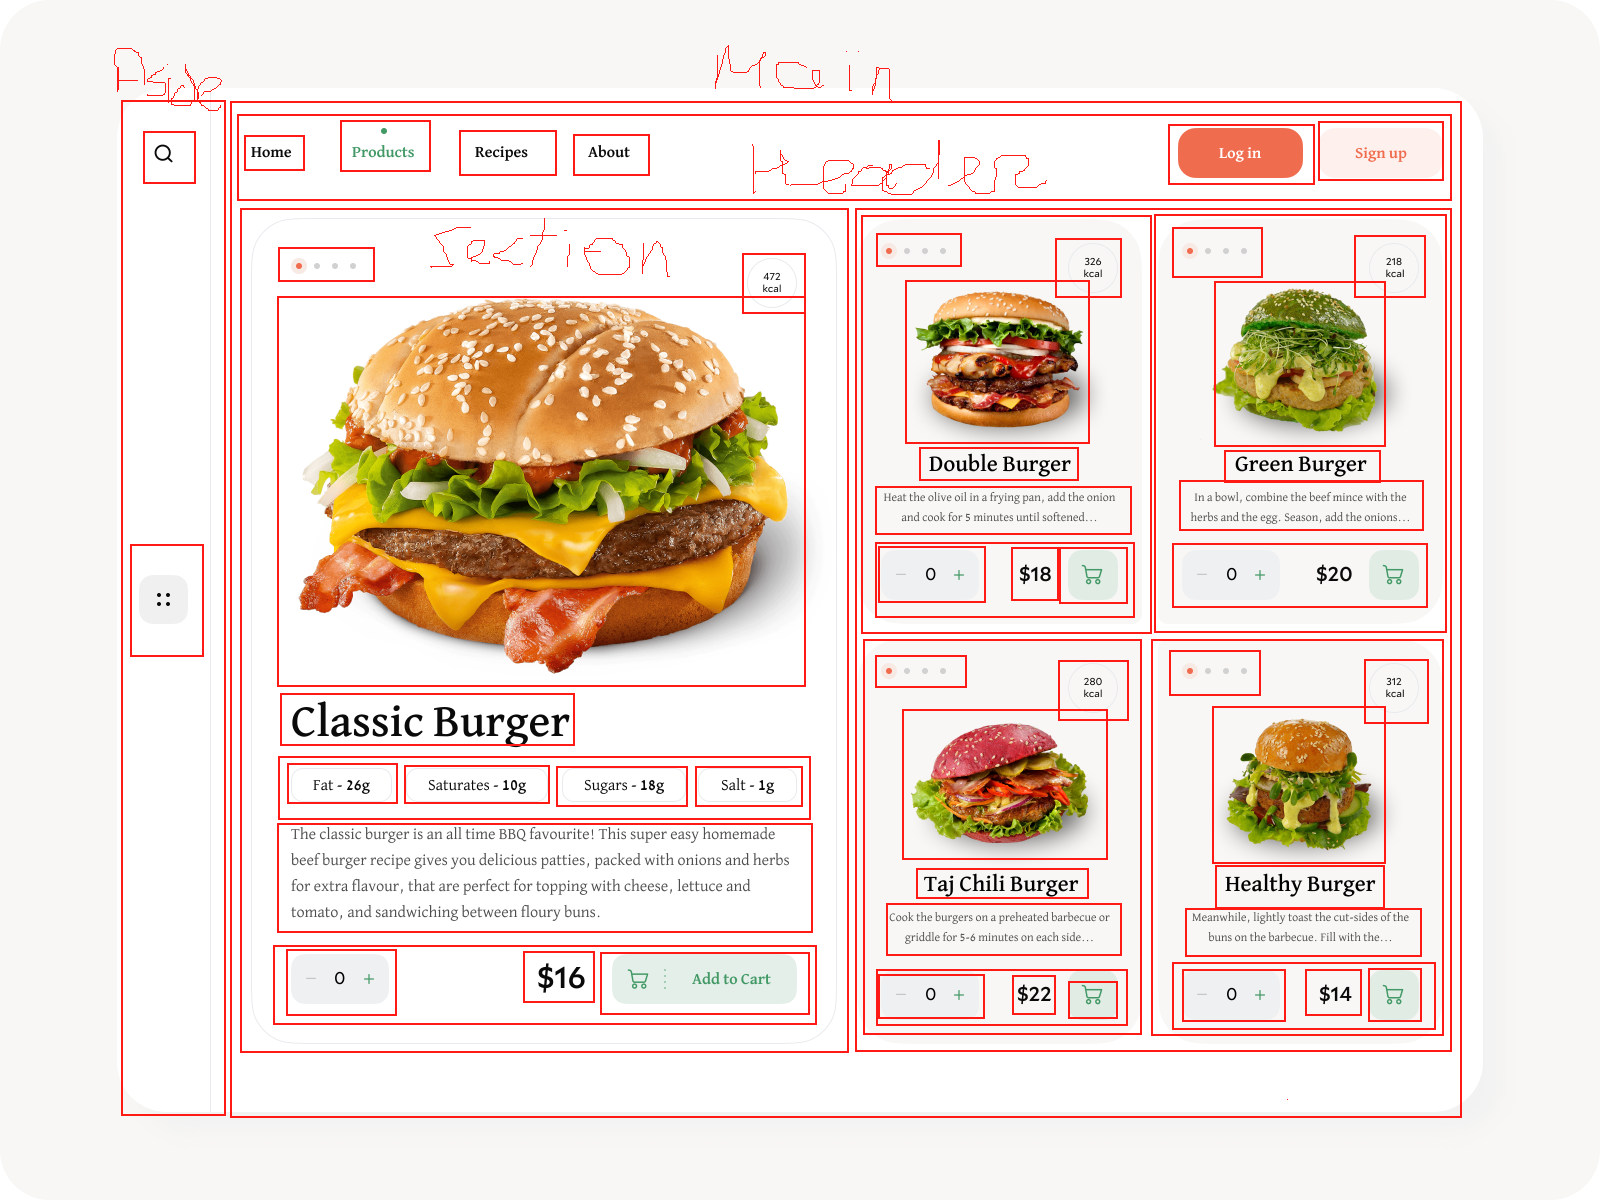 Aside
Main
Home
Products
Recipes
About
Header
Log in
Sign up
Section
472
kcal
Classic Burger
Fat - 26g
Saturates - 10g
Sugars - 18g
Salt - 1g
The classic burger is an all time BBQ favourite! This super easy homemade
beef burger recipe gives you delicious patties, packed with onions and herbs
for extra flavour, that are perfect for topping with cheese, lettuce and
tomato, and sandwiching between floury buns.
− 0 +
$16
Add to Cart
326
kcal
Double Burger
Heat the olive oil in a frying pan, add the onion
and cook for 5 minutes until softened...
− 0 +
$18
218
kcal
Green Burger
In a bowl, combine the beef mince with the
herbs and the egg. Season, add the onions...
− 0 +
$20
280
kcal
Taj Chili Burger
Cook the burgers on a preheated barbecue or
griddle for 5-6 minutes on each side...
− 0 +
$22
312
kcal
Healthy Burger
Meanwhile, lightly toast the cut-sides of the
buns on the barbecue. Fill with the...
− 0 +
$14